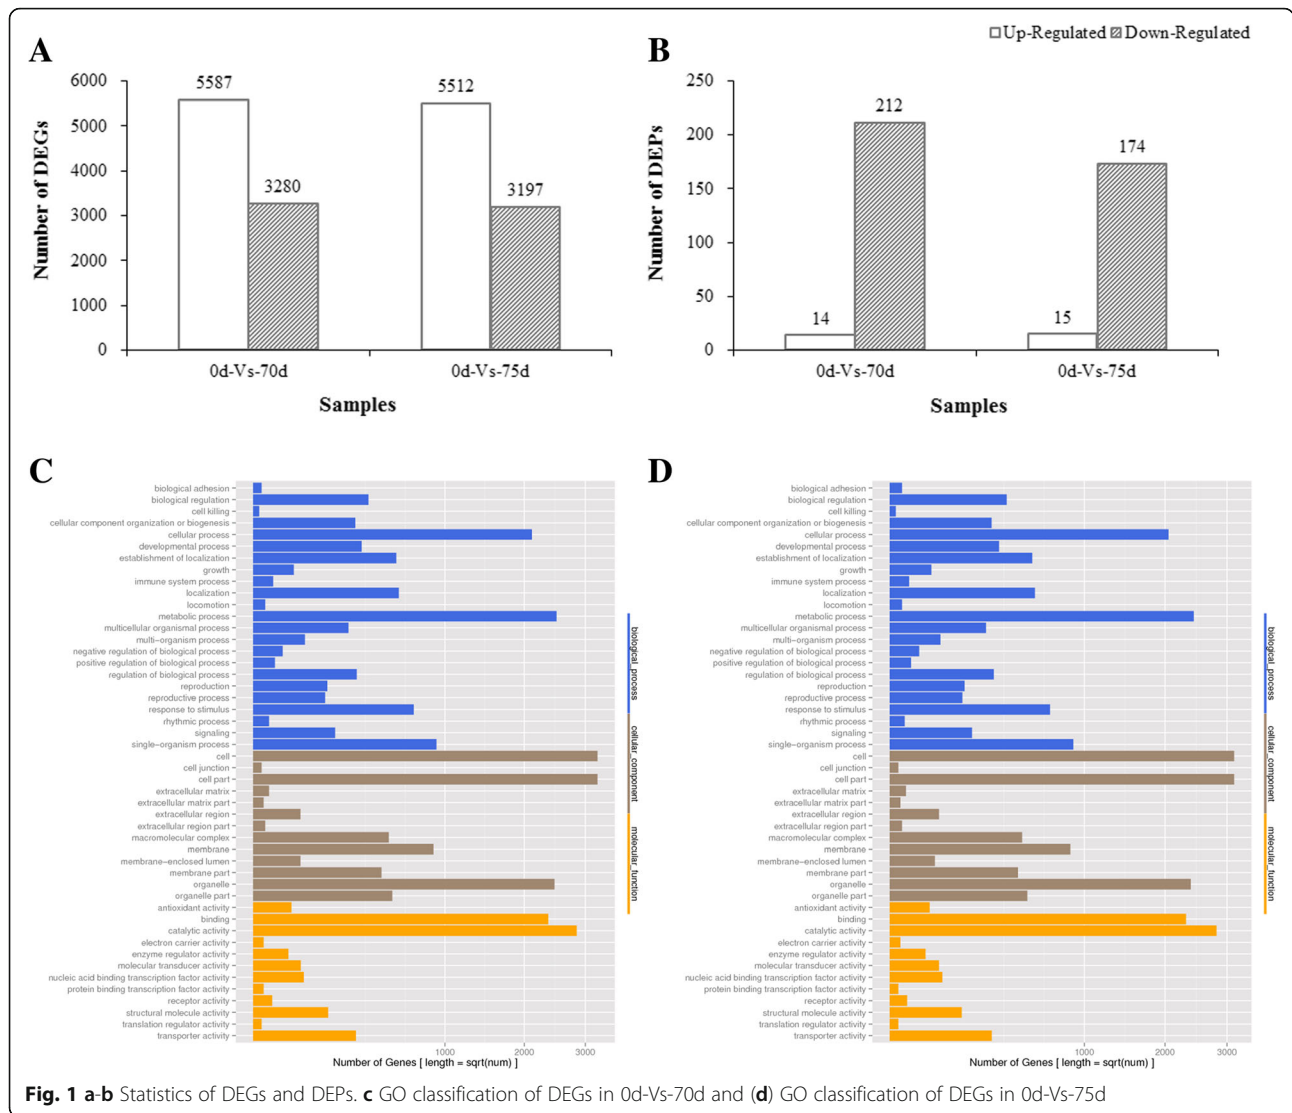 A
B
Up-Regulated
Down-Regulated
Number of DEGs
6000
5000
4000
3000
2000
1000
0
5587
3280
5512
3197
0d-Vs-70d
0d-Vs-75d
Samples
Number of DEPs
250
200
150
100
50
0
14
212
15
174
0d-Vs-70d
0d-Vs-75d
Samples
C
biological adhesion
biological regulation
cell killing
cellular component organization or biogenesis
cellular process
developmental process
establishment of localization
growth
immune system process
localization
locomotion
metabolic process
multicellular organismal process
multi-organism process
negative regulation of biological process
positive regulation of biological process
regulation of biological process
reproduction
reproductive process
response to stimulus
rhythmic process
signaling
single-organism process
cell
cell junction
cell part
extracellular matrix
extracellular matrix part
extracellular region
extracellular region part
macromolecular complex
membrane
membrane-enclosed lumen
membrane part
organelle
organelle part
antioxidant activity
binding
catalytic activity
electron carrier activity
enzyme regulator activity
molecular transducer activity
nucleic acid binding transcription factor activity
protein binding transcription factor activity
receptor activity
structural molecule activity
translation regulator activity
transporter activity
1000
2000
3000
Number of Genes [ length = sqrt(num) ]
biological_process
cellular_component
molecular_function
D
biological adhesion
biological regulation
cell killing
cellular component organization or biogenesis
cellular process
developmental process
establishment of localization
growth
immune system process
localization
locomotion
metabolic process
multicellular organismal process
multi-organism process
negative regulation of biological process
positive regulation of biological process
regulation of biological process
reproduction
reproductive process
response to stimulus
rhythmic process
signaling
single-organism process
cell
cell junction
cell part
extracellular matrix
extracellular matrix part
extracellular region
extracellular region part
macromolecular complex
membrane
membrane-enclosed lumen
membrane part
organelle
organelle part
antioxidant activity
binding
catalytic activity
electron carrier activity
enzyme regulator activity
molecular transducer activity
nucleic acid binding transcription factor activity
protein binding transcription factor activity
receptor activity
structural molecule activity
translation regulator activity
transporter activity
1000
2000
3000
Number of Genes [ length = sqrt(num) ]
biological_process
cellular_component
molecular_function
Fig. 1 a-b Statistics of DEGs and DEPs. c GO classification of DEGs in 0d-Vs-70d and (d) GO classification of DEGs in 0d-Vs-75d